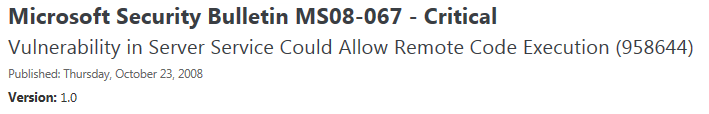 Microsoft Security Bulletin MS08-067 - Critical
Vulnerability in Server Service Could Allow Remote Code Execution (958644)
Published: Thursday, October 23, 2008
Version: 1.0